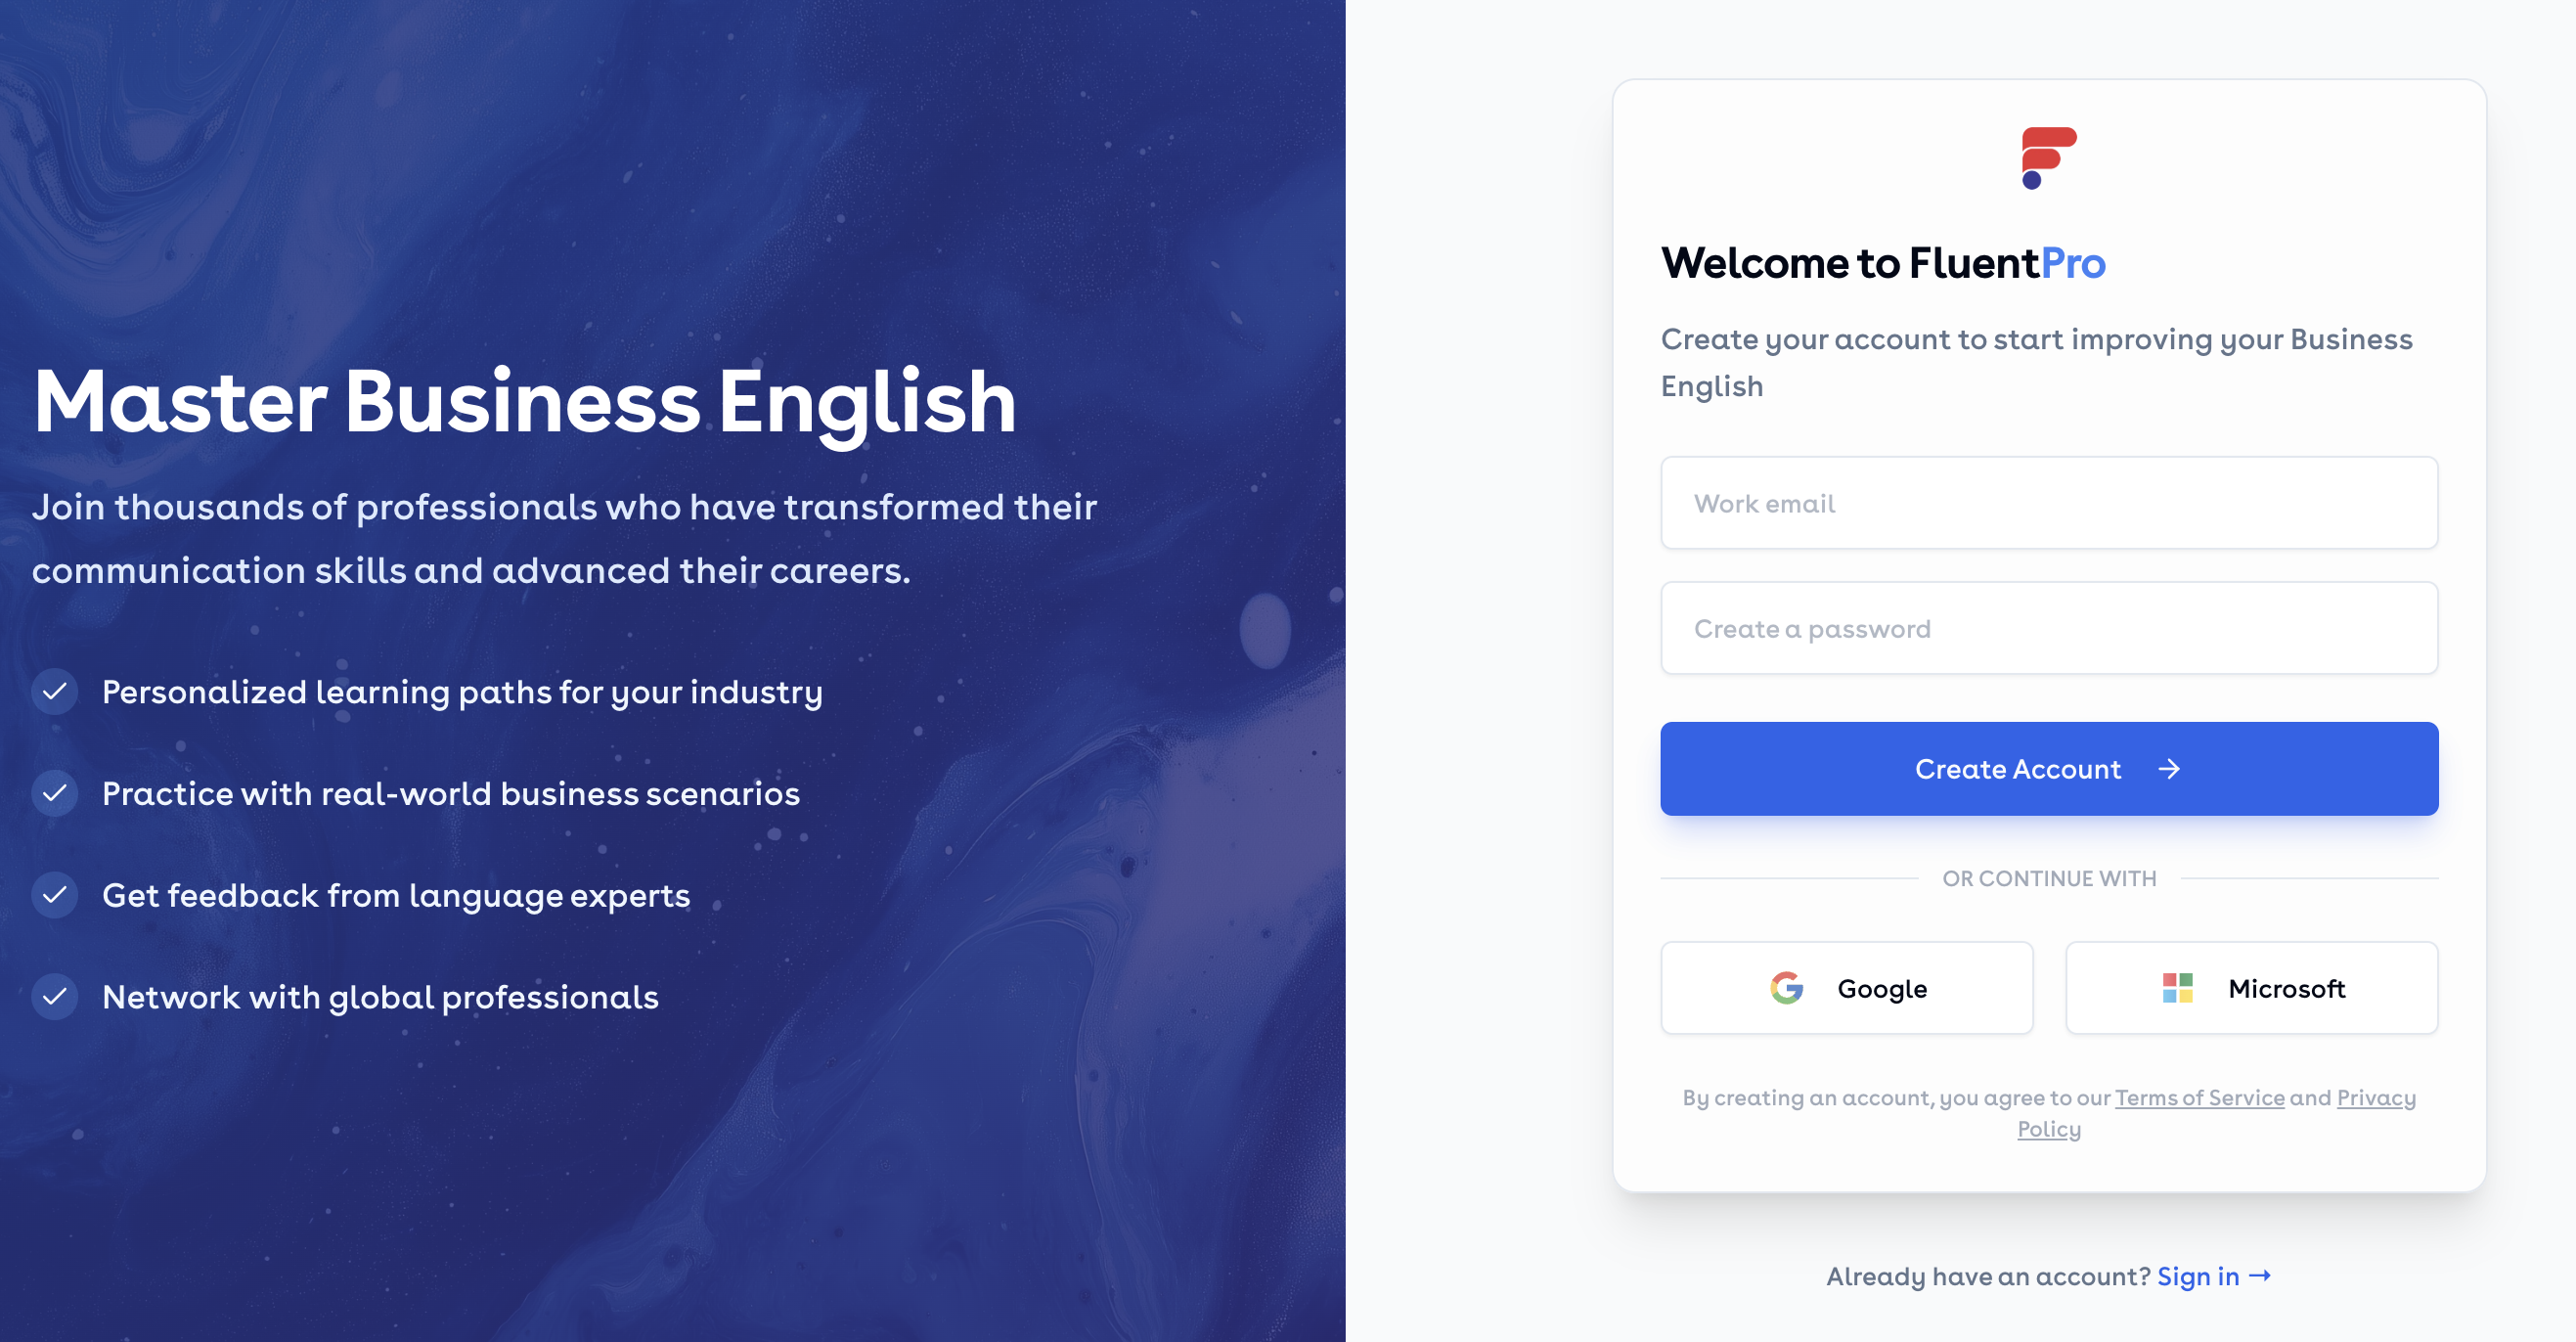 Master Business English
Join thousands of professionals who have transformed their
communication skills and advanced their careers.
Personalized learning paths for your industry
Practice with real-world business scenarios
Get feedback from language experts
Network with global professionals
Welcome to FluentPro
Create your account to start improving your Business
English
Work email
Create a password
Create Account →
OR CONTINUE WITH
Google
Microsoft
By creating an account, you agree to our Terms of Service and Privacy
Policy
Already have an account? Sign in →